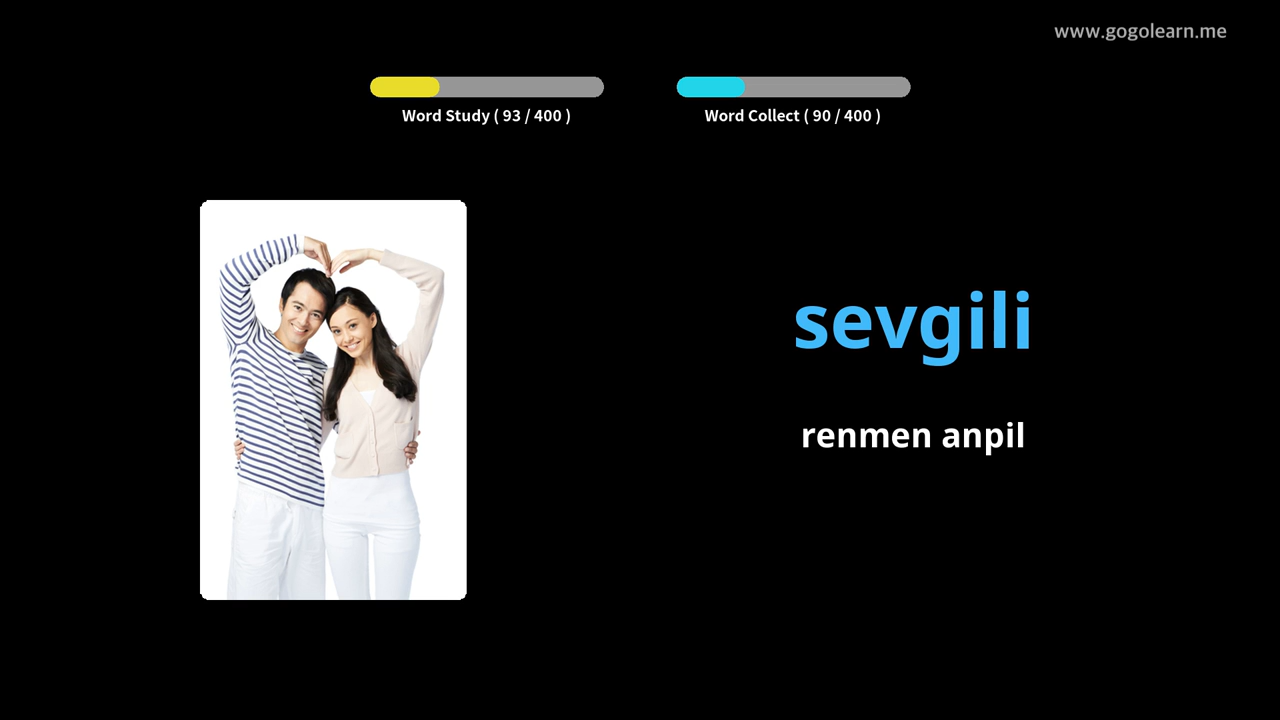 www.gogolearn.me
Word Study ( 93 / 400 )
Word Collect ( 90 / 400 )
sevgili
renmen anpil